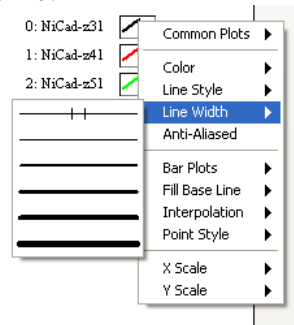 0: NiCad-z31
1: NiCad-z41
2: NiCad-z51
Common Plots
Color
Line Style
Line Width
Anti-Aliased
Bar Plots
Fill Base Line
Interpolation
Point Style
X Scale
Y Scale